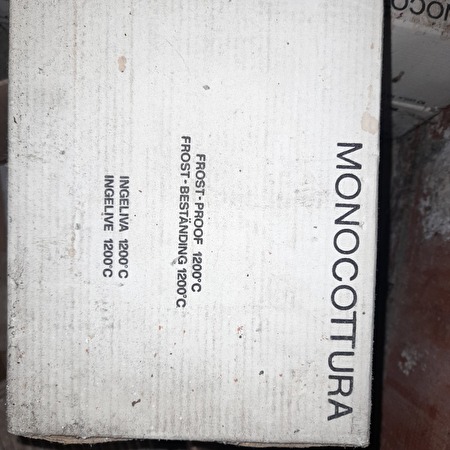 MONOCOTTURA
FROST-PROOF 1200°C
FROST-BESTÄNDING 1200°C
INGELIVA 1200°C
INGELIVE 1200°C